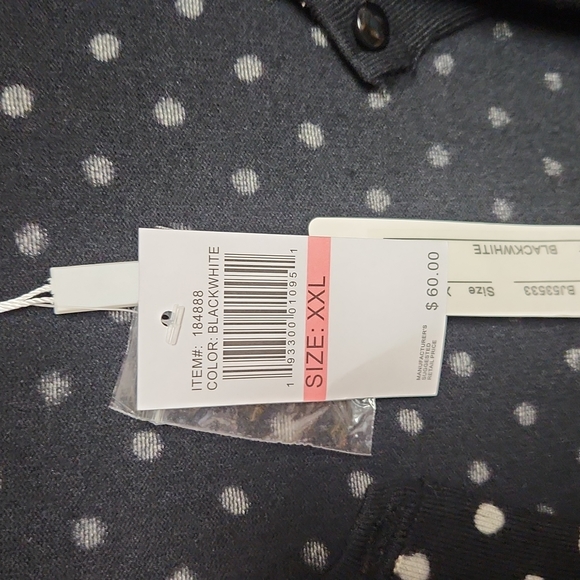 ITEM#: 184888
COLOR: BLACKWHITE
1 93300 01095 1
SIZE: XXL
$ 60.00
MANUFACTURER'S
SUGGESTED
RETAIL PRICE
BLACKWHITE
BJ53533 Size